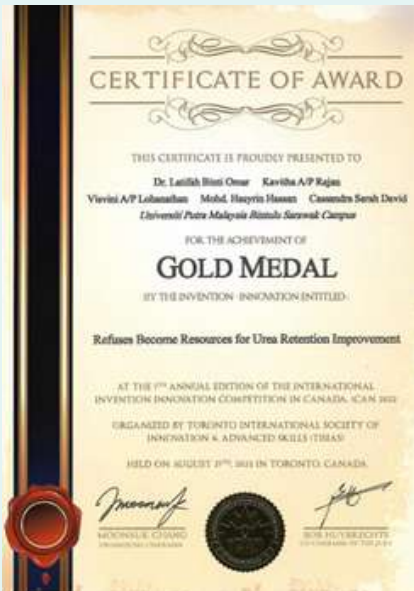 CERTIFICATE OF AWARD
THIS CERTIFICATE IS PROUDLY PRESENTED TO
Dr. Latifah Binti Omar Kavitha A/P Rajan
Visvini A/P Lohanathan Mohd. Hasyrin Hassan Cassandra Sarah David
Universiti Putra Malaysia Bintulu Sarawak Campus
FOR THE ACHIEVEMENT OF
GOLD MEDAL
BY THE INVENTION - INNOVATION ENTITLED:
Refuses Become Resources for Urea Retention Improvement
AT THE 7TH ANNUAL EDITION OF THE INTERNATIONAL
INVENTION INNOVATION COMPETITION IN CANADA, ICAN 2022
ORGANIZED BY TORONTO INTERNATIONAL SOCIETY OF
INNOVATION & ADVANCED SKILLS (TISIAS)
HELD ON AUGUST 27TH, 2022 IN TORONTO, CANADA
MOONSUK CHANG
BOB HUYBRECHTS